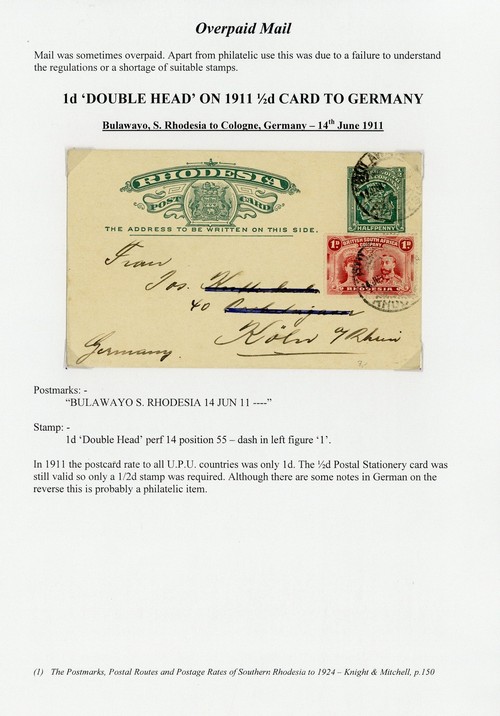 Overpaid Mail
Mail was sometimes overpaid. Apart from philatelic use this was due to a failure to understand
the regulations or a shortage of suitable stamps.
1d ‘DOUBLE HEAD’ ON 1911 ½d CARD TO GERMANY
Bulawayo, S. Rhodesia to Cologne, Germany – 14th June 1911
RHODESIA
POST CARD
THE ADDRESS TO BE WRITTEN ON THIS SIDE.
HALFPENNY
1d BRITISH SOUTH AFRICA 1d
COMPANY
RHODESIA
Frau
Jos.
40
Köln a/Rhein
Germany.
Postmarks: -
“BULAWAYO S. RHODESIA 14 JUN 11 ----”
Stamp: -
1d ‘Double Head’ perf 14 position 55 – dash in left figure ‘1’.
In 1911 the postcard rate to all U.P.U. countries was only 1d. The ½d Postal Stationery card was
still valid so only a 1/2d stamp was required. Although there are some notes in German on the
reverse this is probably a philatelic item.
(1) The Postmarks, Postal Routes and Postage Rates of Southern Rhodesia to 1924 – Knight & Mitchell, p.150